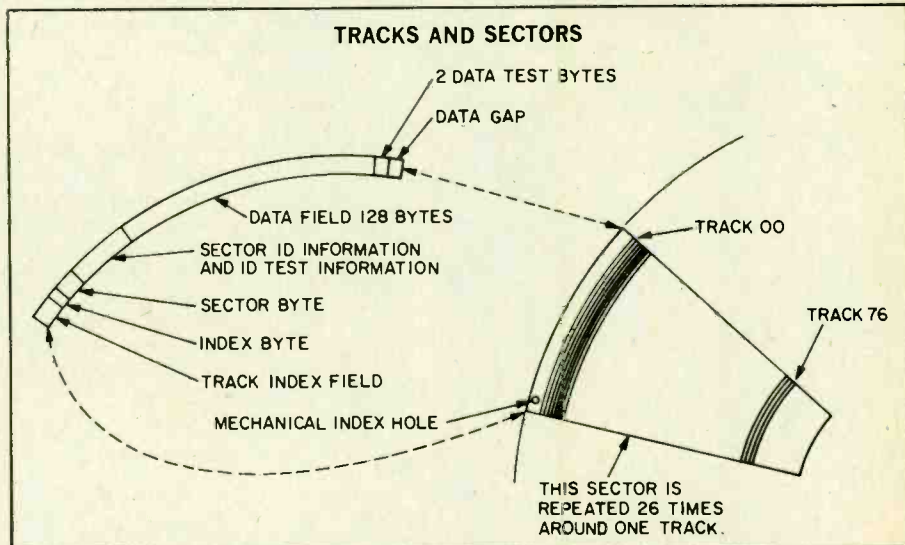 TRACKS AND SECTORS
2 DATA TEST BYTES
DATA GAP
DATA FIELD 128 BYTES
SECTOR ID INFORMATION
AND ID TEST INFORMATION
SECTOR BYTE
INDEX BYTE
TRACK INDEX FIELD
MECHANICAL INDEX HOLE
TRACK 00
TRACK 76
THIS SECTOR IS
REPEATED 26 TIMES
AROUND ONE TRACK.